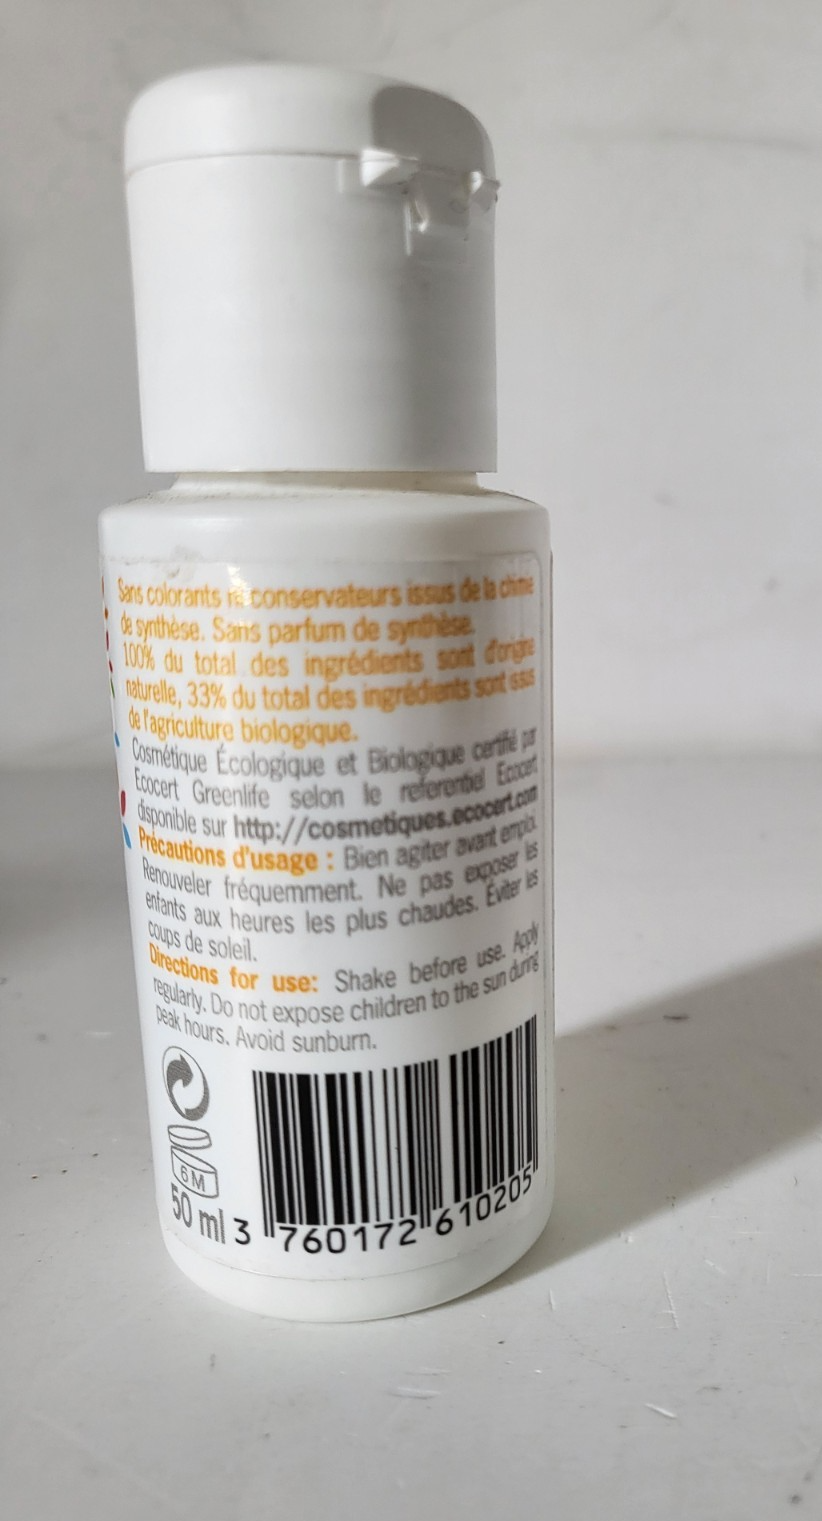 Sans colorants ni conservateurs issus de la chimie
de synthèse. Sans parfum de synthèse.
100% du total des ingrédients sont d'origine
naturelle, 33% du total des ingrédients sont issus
de l'agriculture biologique.
Cosmétique Écologique et Biologique certifié par
Ecocert Greenlife selon le referentiel Ecocert
disponible sur http://cosmetiques.ecocert.com
Précautions d'usage : Bien agiter avant emploi.
Renouveler fréquemment. Ne pas exposer les
enfants aux heures les plus chaudes. Éviter les
coups de soleil.
Directions for use: Shake before use. Apply
regularly. Do not expose children to the sun during
peak hours. Avoid sunburn.
6 M
50 ml
3 760172 610205